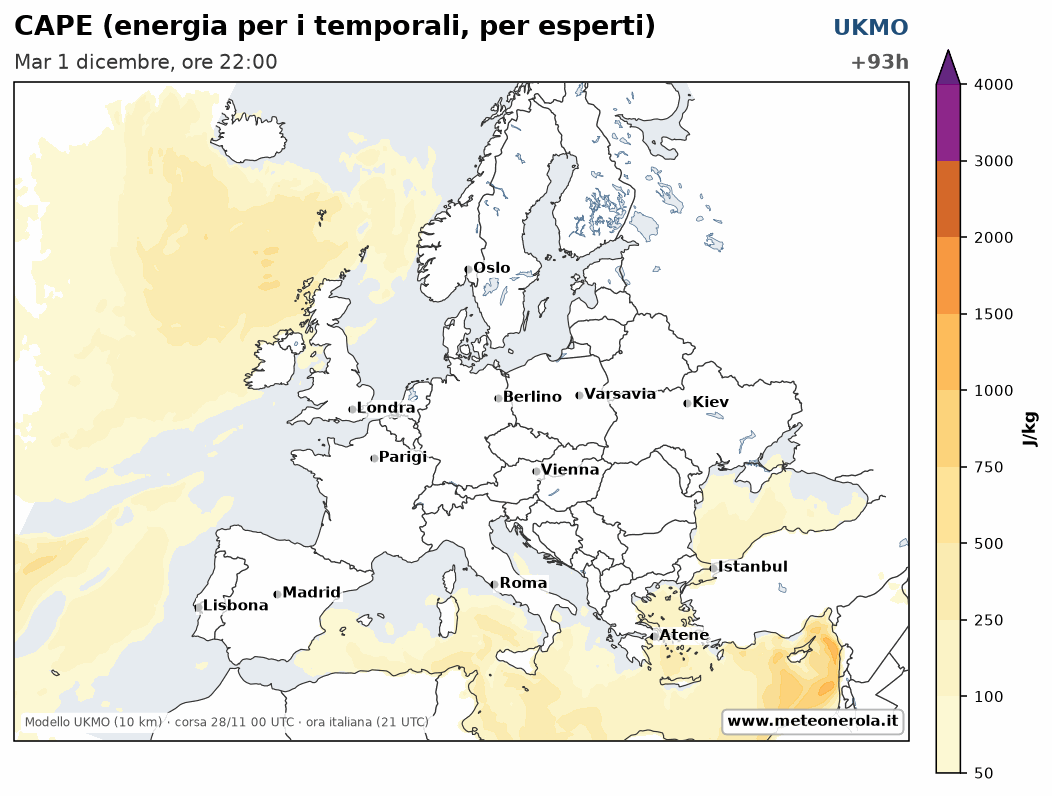 CAPE (energia per i temporali, per esperti)
UKMO
Mar 1 dicembre, ore 22:00
+93h
4000
3000
2000
1500
1000
750
500
250
100
50
J/kg
Oslo
Londra
Berlino
Varsavia
Kiev
Parigi
Vienna
Istanbul
Roma
Madrid
Lisbona
Atene
Modello UKMO (10 km) · corsa 28/11 00 UTC · ora italiana (21 UTC)
www.meteonerola.it